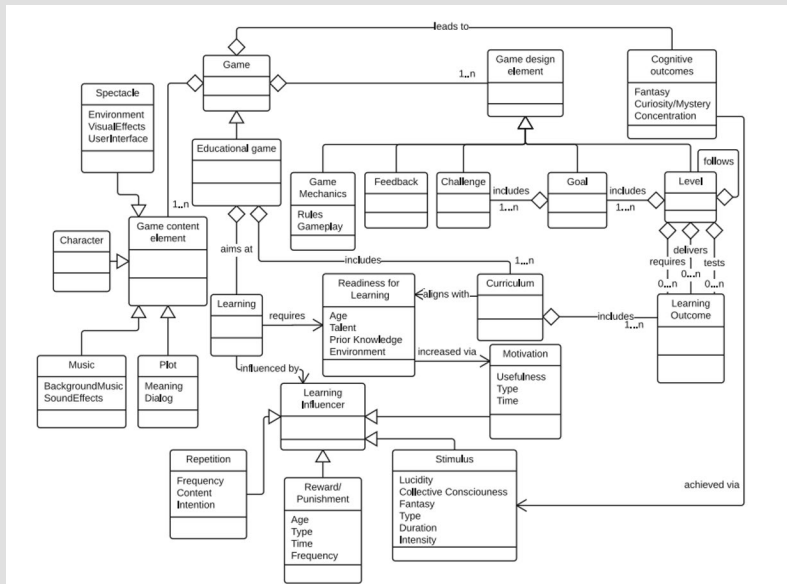 leads to
Game
Game design
element
1..n
Cognitive
outcomes
Fantasy
Curiosity/Mystery
Concentration
Spectacle
Environment
VisualEffects
UserInterface
Educational game
follows
Game
Mechanics
Rules
Gameplay
Feedback
Challenge
includes
1...n
Goal
includes
1...n
Level
1..n
Game content
element
Character
aims at
includes
1...n
requires
delivers
tests
0...n
0...n
0...n
Learning
requires
Readiness for
Learning
Age
Talent
Prior Knowledge
Environment
aligns with
Curriculum
includes
1...n
Learning
Outcome
Music
BackgroundMusic
SoundEffects
Plot
Meaning
Dialog
influenced by
increased via
Motivation
Usefulness
Type
Time
Learning
Influencer
Repetition
Frequency
Content
Intention
Reward/
Punishment
Age
Type
Time
Frequency
Stimulus
Lucidity
Collective Consciouness
Fantasy
Type
Duration
Intensity
achieved via